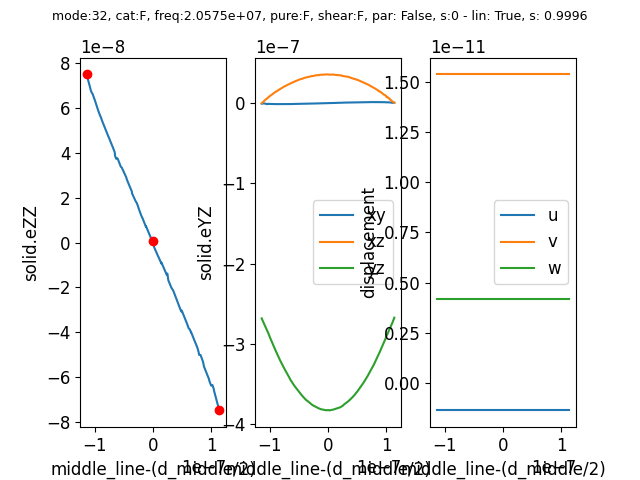 mode:32, cat:F, freq:2.0575e+07, pure:F, shear:F, par: False, s:0 - lin: True, s: 0.9996
1e−8
8
6
4
2
0
−2
−4
−6
−8
solid.eZZ
−1
0
1
1e−7
middle_line-(d_middle/2)
1e−7
0
−1
−2
−3
−4
solid.eYZ
xy
xz
yz
−1
0
1
1e−7
middle_line-(d_middle/2)
1e−11
1.50
1.25
1.00
0.75
0.50
0.25
0.00
displacement
u
v
w
−1
0
1
1e−7
middle_line-(d_middle/2)